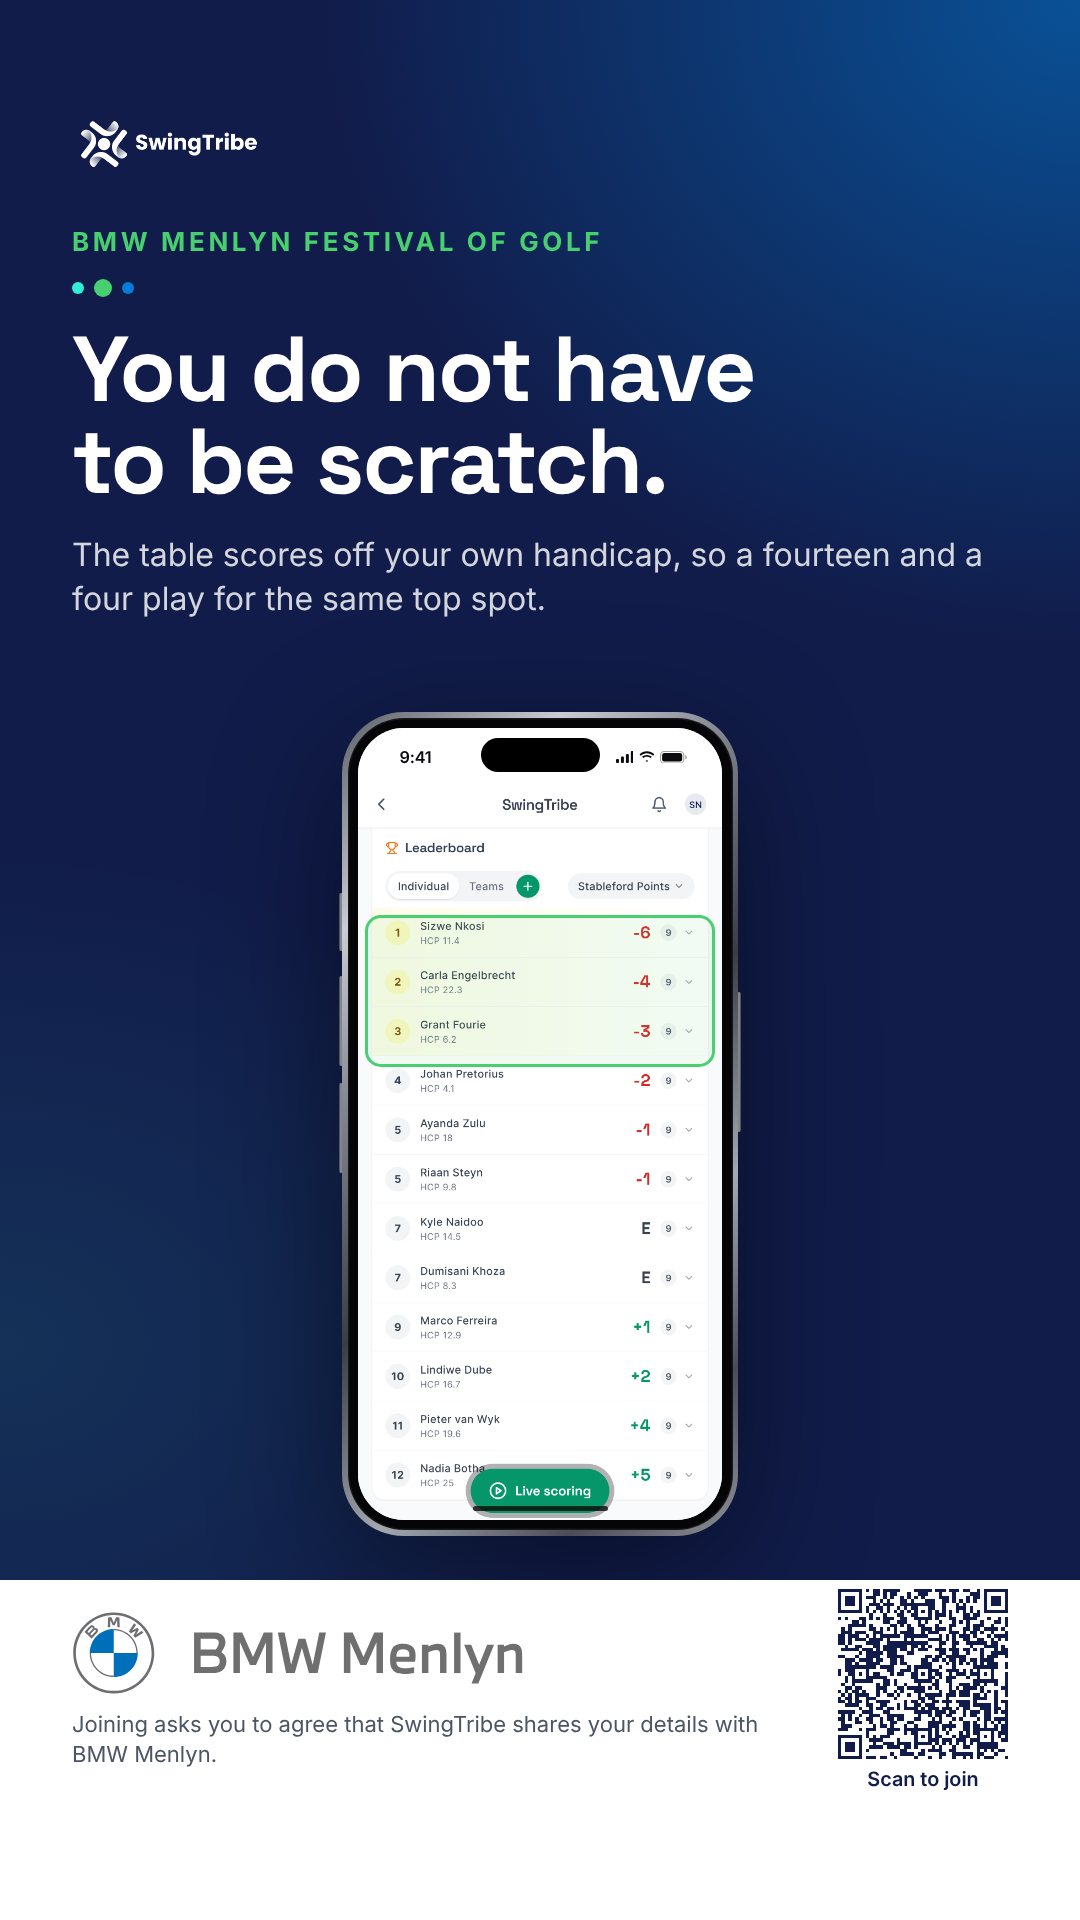 SwingTribe
BMW MENLYN FESTIVAL OF GOLF
You do not have
to be scratch.
The table scores off your own handicap, so a fourteen and a
four play for the same top spot.
9:41
SwingTribe
SN
Leaderboard
Individual Teams + Stableford Points
1 Sizwe Nkosi -6 9
HCP 11.4
2 Carla Engelbrecht -4 9
HCP 22.3
3 Grant Fourie -3 9
HCP 6.2
4 Johan Pretorius -2 9
HCP 4.1
5 Ayanda Zulu -1 9
HCP 18
5 Riaan Steyn -1 9
HCP 9.8
7 Kyle Naidoo E 9
HCP 14.5
7 Dumisani Khoza E 9
HCP 8.3
9 Marco Ferreira +1 9
HCP 12.9
10 Lindiwe Dube +2 9
HCP 16.7
11 Pieter van Wyk +4 9
HCP 19.6
12 Nadia Botha +5 9
HCP 25
Live scoring
BMW
BMW Menlyn
Joining asks you to agree that SwingTribe shares your details with
BMW Menlyn.
Scan to join